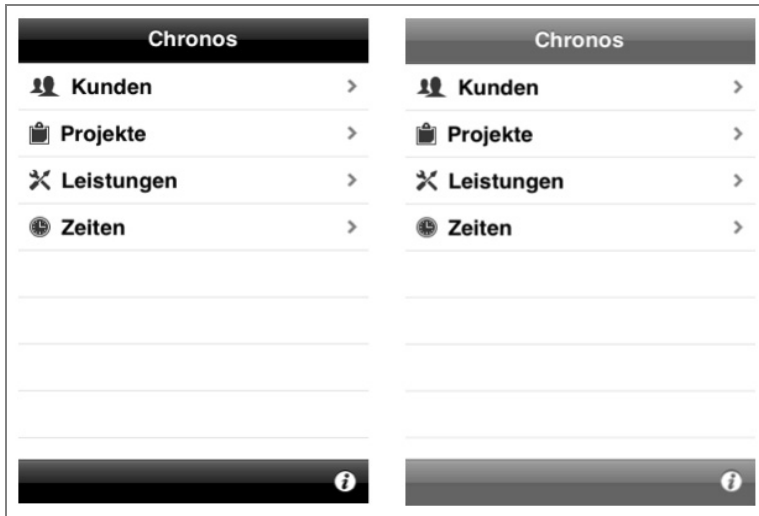 Chronos
Kunden
Projekte
Leistungen
Zeiten
i
Chronos
Kunden
Projekte
Leistungen
Zeiten
i